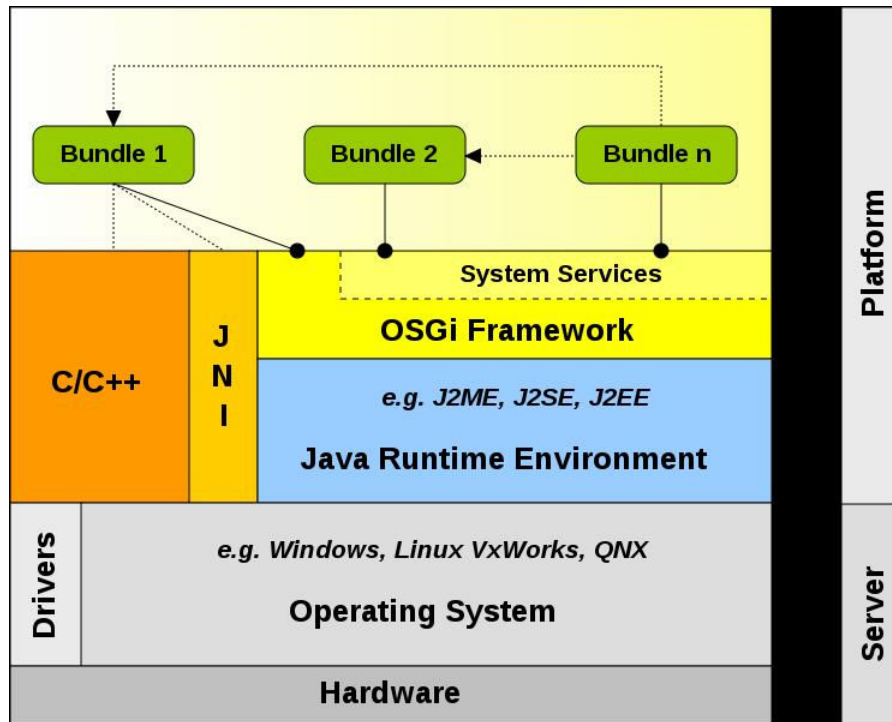 Bundle 1
Bundle 2
Bundle n
System Services
OSGi Framework
C/C++
J
N
I
e.g. J2ME, J2SE, J2EE
Java Runtime Environment
Drivers
e.g. Windows, Linux VxWorks, QNX
Operating System
Hardware
Platform
Server